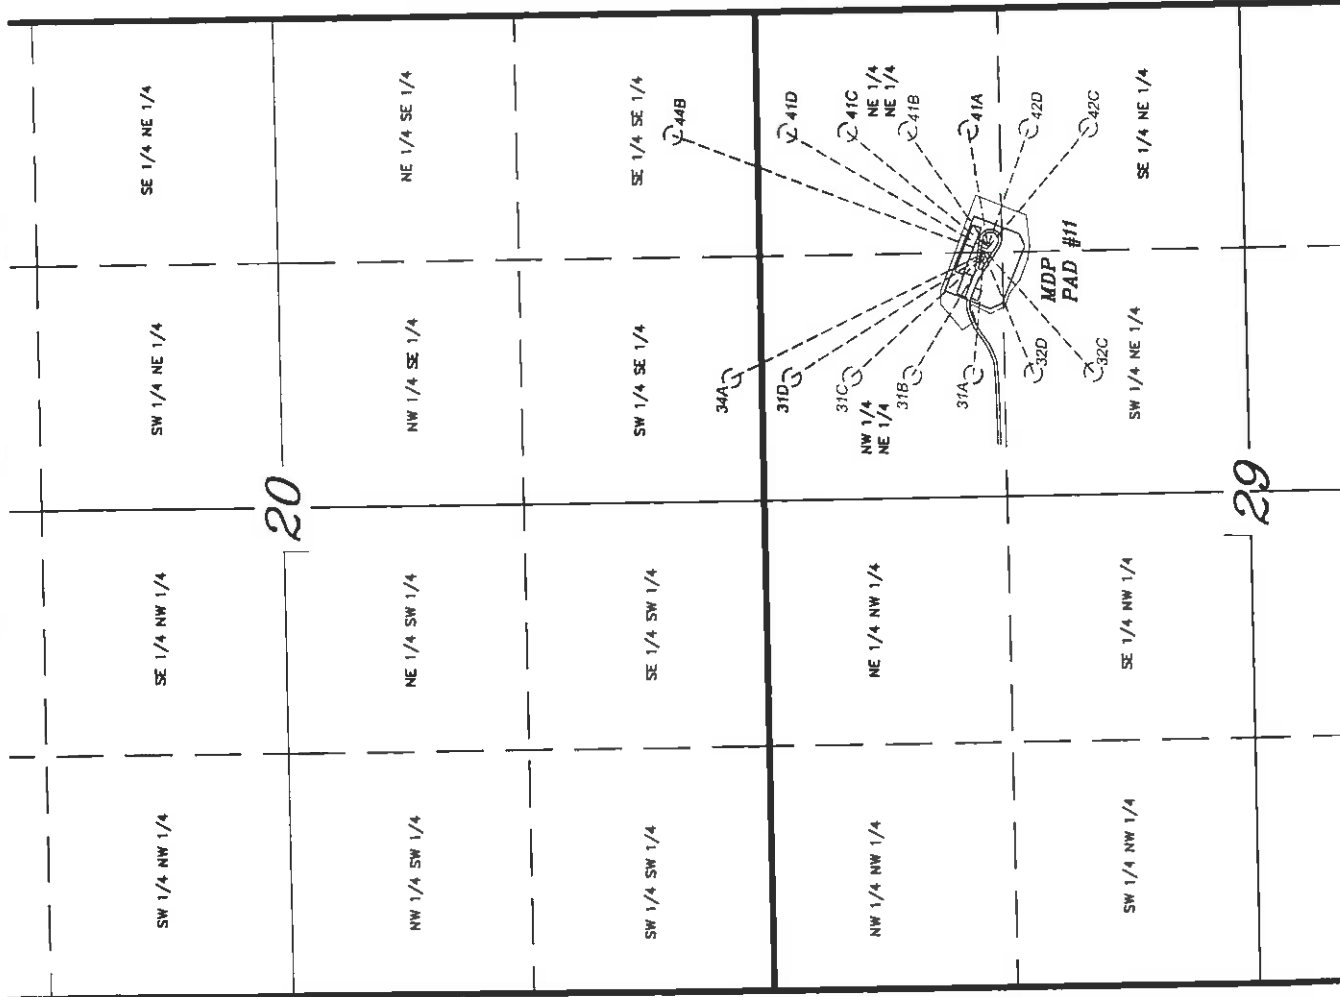 SE 1/4 NE 1/4
NE 1/4 SE 1/4
SE 1/4 SE 1/4
44B
41D
41C
NE 1/4
NE 1/4
41B
41A
42D
42C
SE 1/4 NE 1/4
MDP
PAD #11
SW 1/4 NE 1/4
NW 1/4 SE 1/4
SW 1/4 SE 1/4
34A
31D
31C
NW 1/4
NE 1/4
31B
31A
32D
32C
SW 1/4 NE 1/4
20
29
SE 1/4 NW 1/4
NE 1/4 SW 1/4
SE 1/4 SW 1/4
NE 1/4 NW 1/4
SE 1/4 NW 1/4
SW 1/4 NW 1/4
NW 1/4 SW 1/4
SW 1/4 SW 1/4
NW 1/4 NW 1/4
SW 1/4 NW 1/4